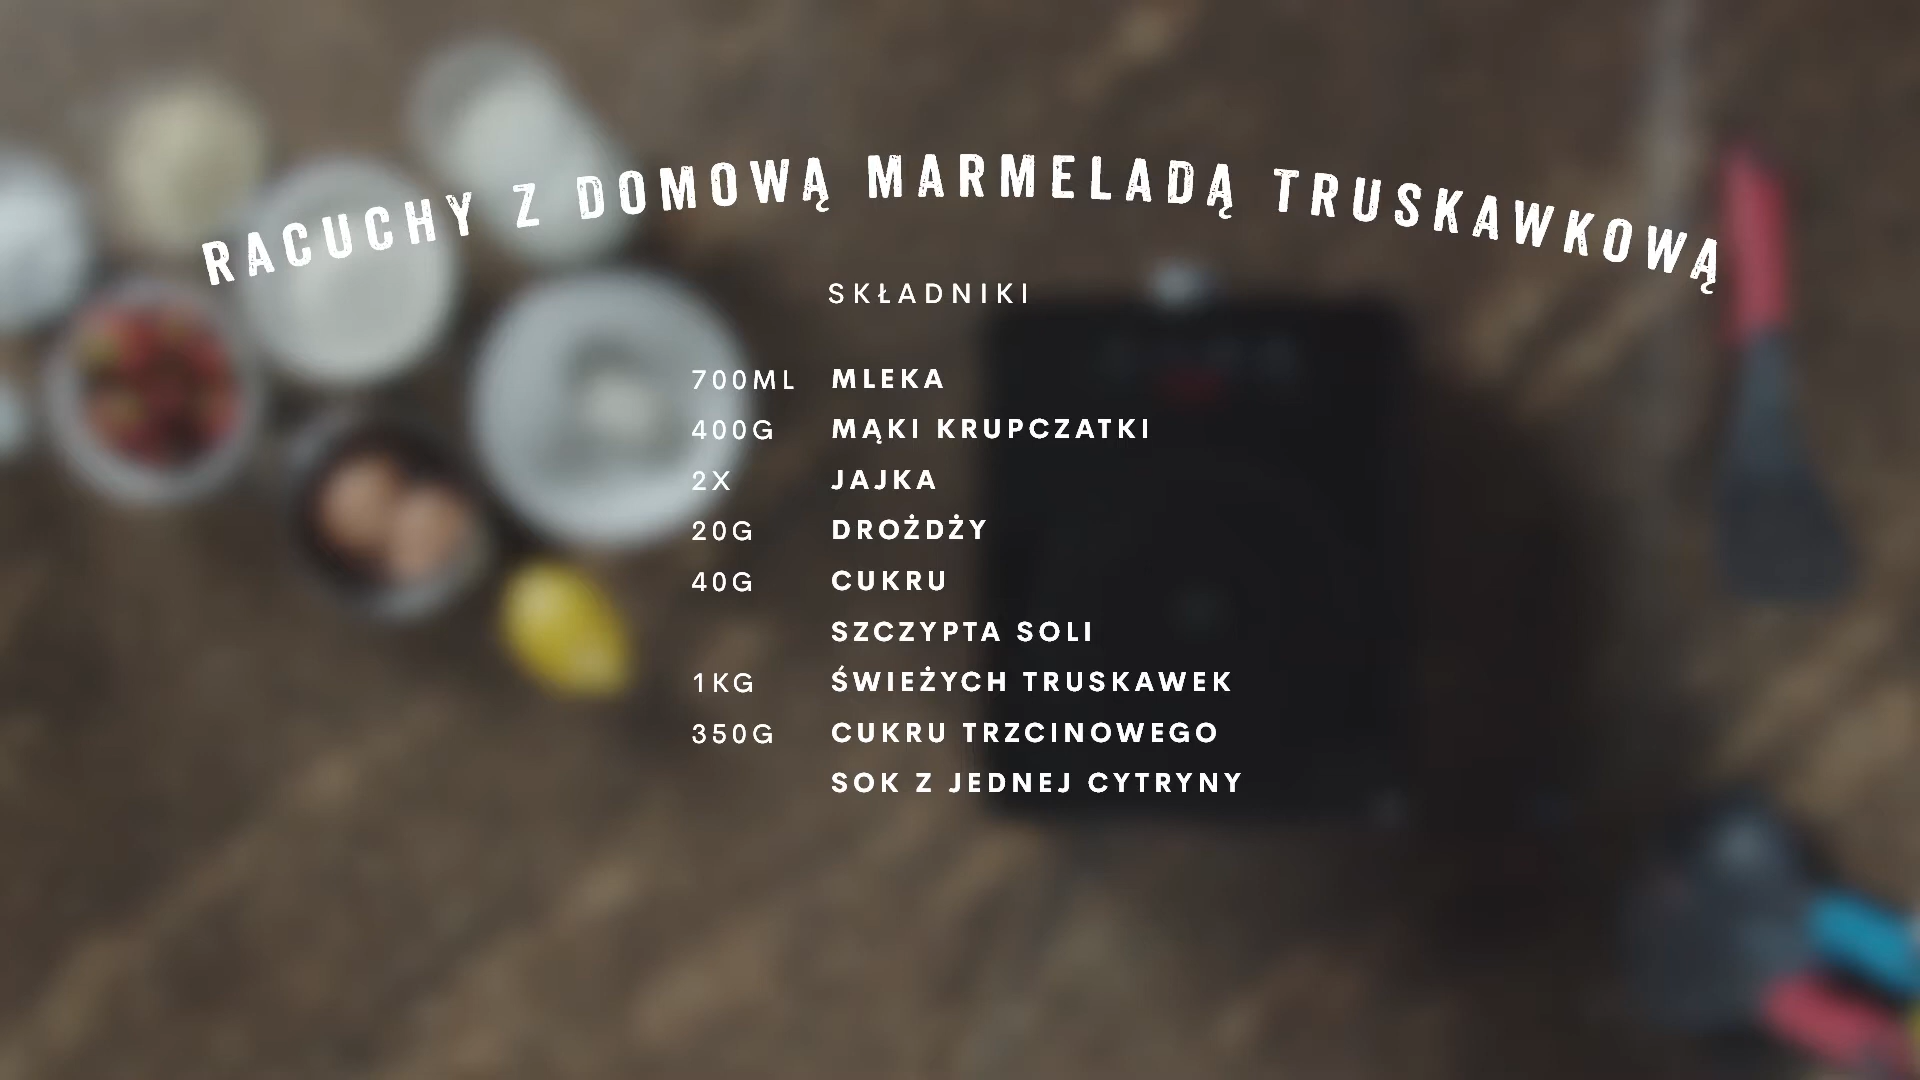 RACUCHY Z DOMOWĄ MARMELADĄ TRUSKAWKOWĄ
SKŁADNIKI
700ML MLEKA
400G MĄKI KRUPCZATKI
2X JAJKA
20G DROŻDŻY
40G CUKRU
SZCZYPTA SOLI
1KG ŚWIEŻYCH TRUSKAWEK
350G CUKRU TRZCINOWEGO
SOK Z JEDNEJ CYTRYNY